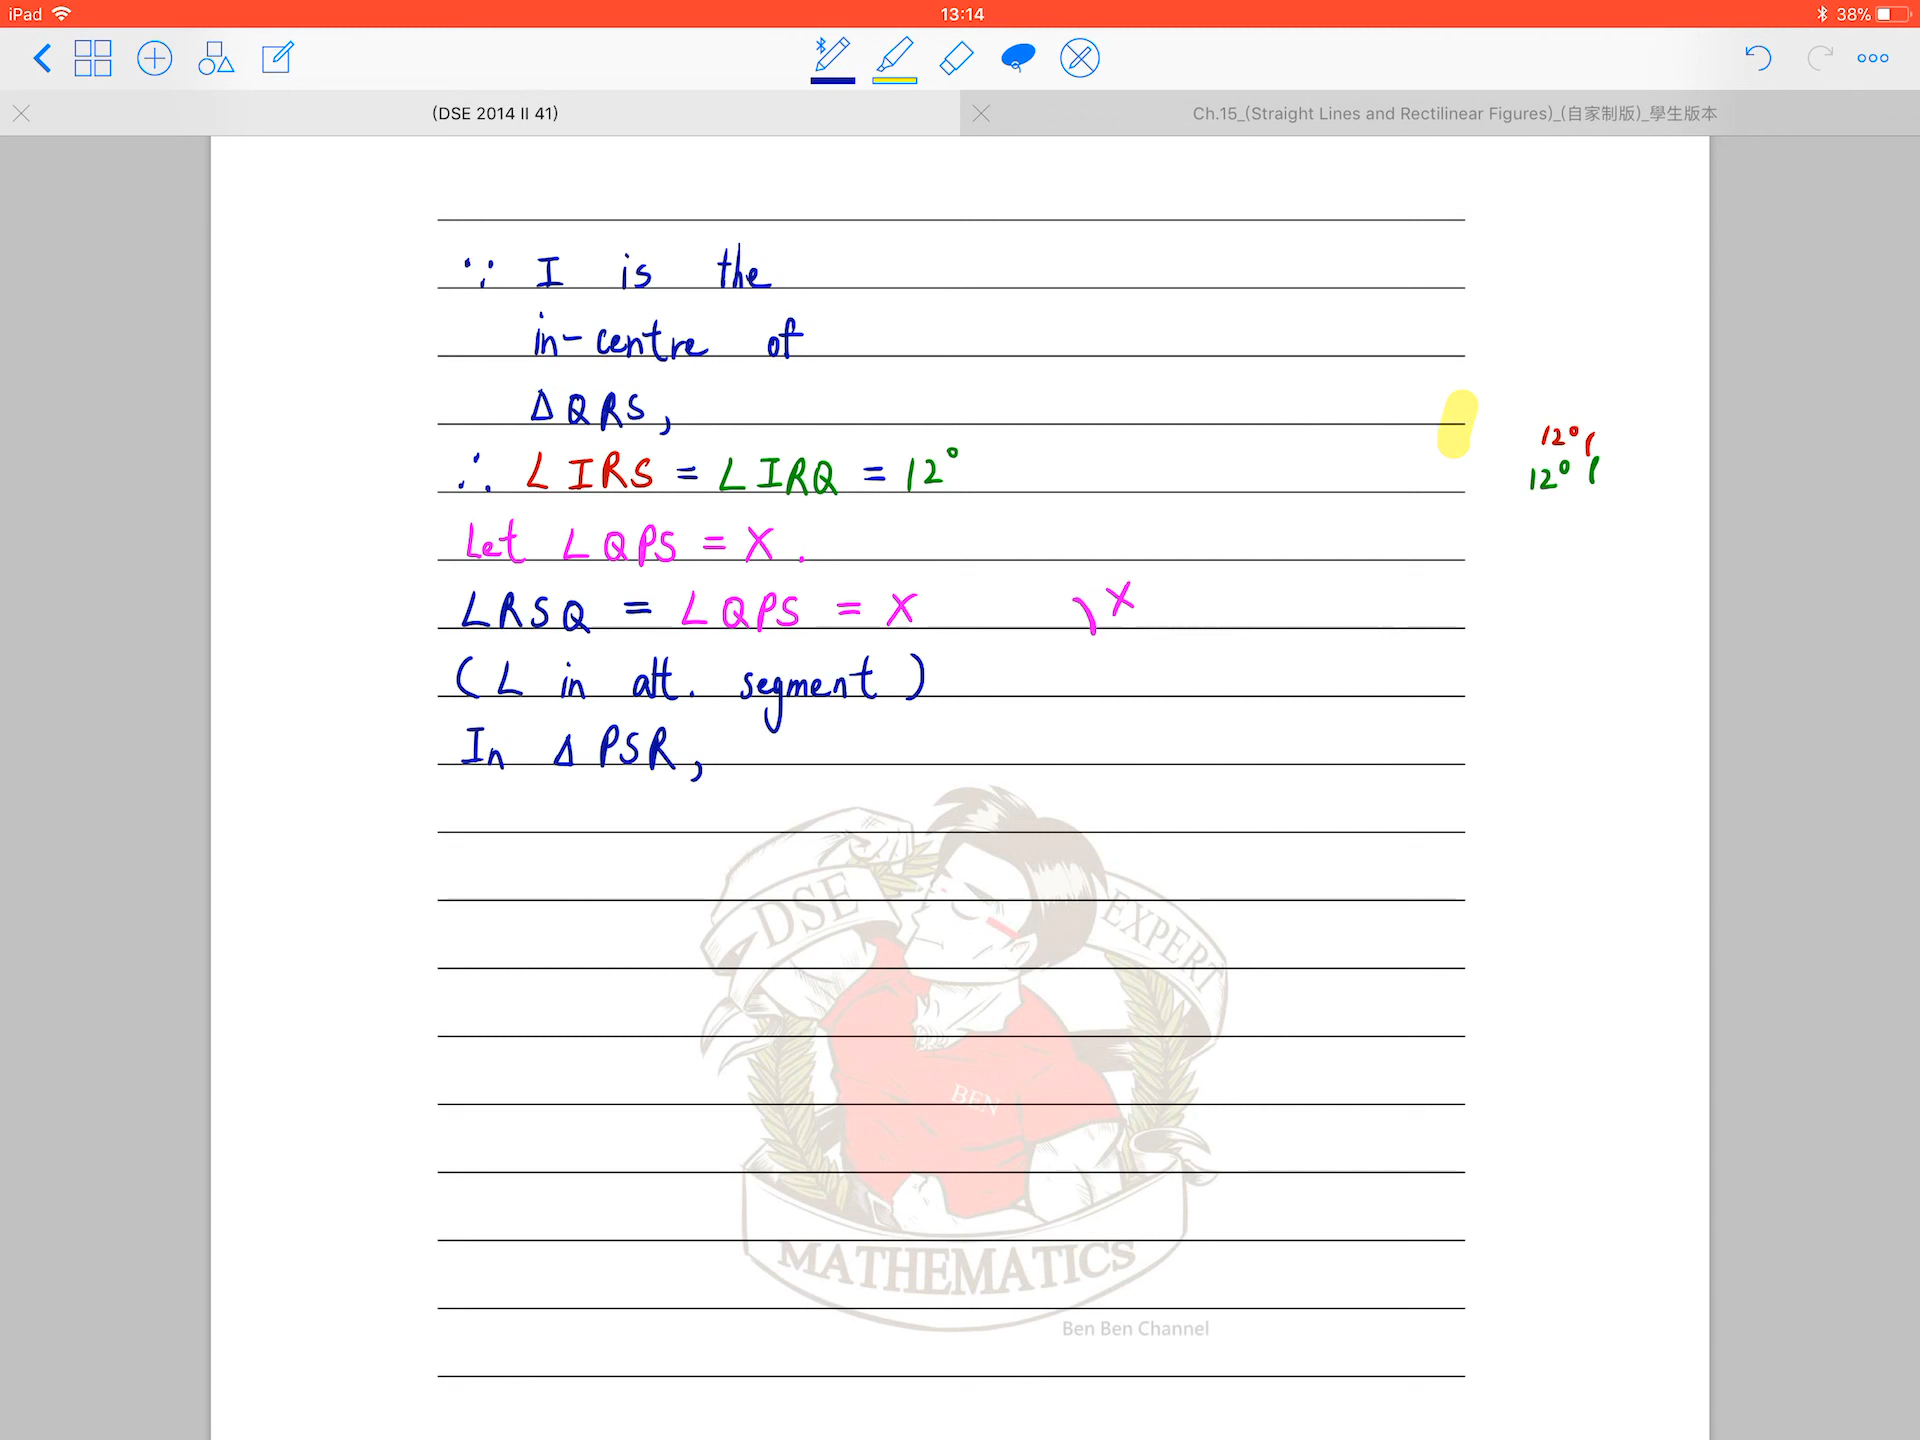 iPad 13:14 38%
(DSE 2014 II 41) Ch.15_(Straight Lines and Rectilinear Figures)_(自家制版)_學生版本
∵ I is the
in-centre of
Δ QRS,
∴ ∠IRS = ∠IRQ = 12°
12°
12°
Let ∠QPS = x.
∠RSQ = ∠QPS = x x
(∠ in alt. segment)
In Δ PSR,
DSE EXPERT
BEN
MATHEMATICS
Ben Ben Channel